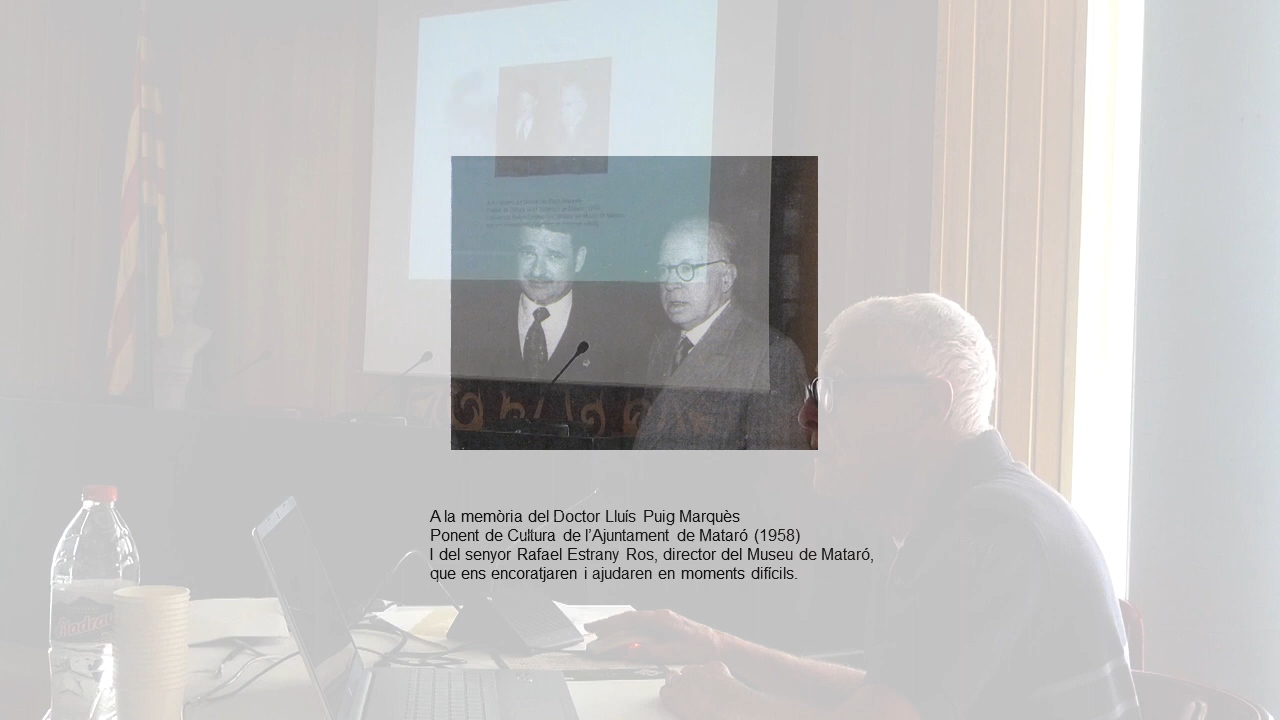 A la memòria del Doctor Lluís Puig Marquès
Ponent de Cultura de l’Ajuntament de Mataró (1958)
I del senyor Rafael Estrany Ros, director del Museu de Mataró,
que ens encoratjaren i ajudaren en moments difícils.